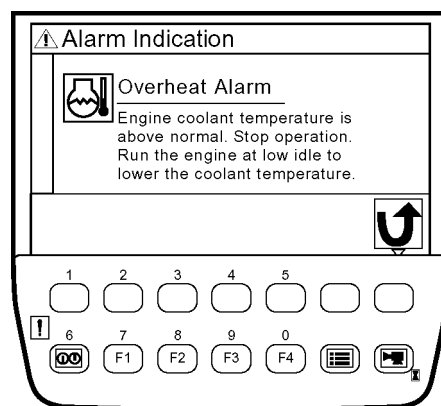 Alarm Indication
Overheat Alarm
Engine coolant temperature is
above normal. Stop operation.
Run the engine at low idle to
lower the coolant temperature.
1 2 3 4 5
6 7 8 9 0
F1 F2 F3 F4